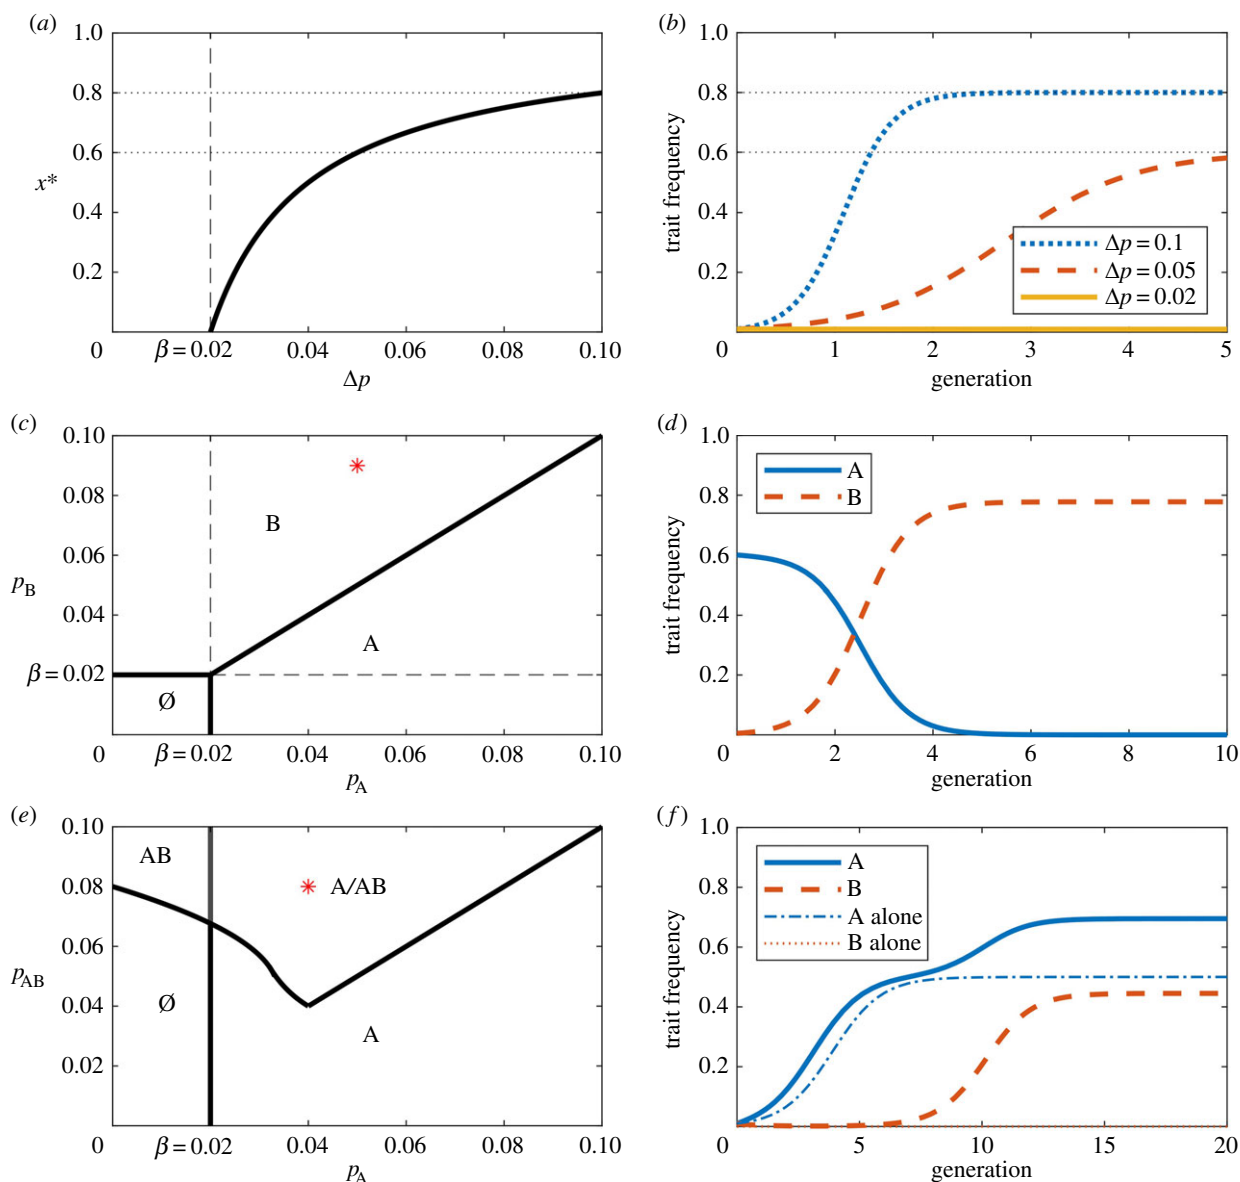 (a)
1.0
0.8
0.6
x*
0.4
0.2
0
β = 0.02
0.04
0.06
0.08
0.10
Δp
(b)
1.0
0.8
0.6
trait frequency
0.4
0.2
Δp = 0.1
Δp = 0.05
Δp = 0.02
0
1
2
3
4
5
generation
(c)
0.10
0.08
0.06
pB
0.04
β = 0.02
B
A
Ø
0
β = 0.02
0.04
0.06
0.08
0.10
pA
(d)
1.0
0.8
0.6
trait frequency
0.4
0.2
A
B
0
2
4
6
8
10
generation
(e)
0.10
0.08
0.06
pAB
0.04
0.02
AB
A/AB
Ø
A
0
β = 0.02
0.04
0.06
0.08
0.10
pA
(f)
1.0
0.8
0.6
trait frequency
0.4
0.2
A
B
A alone
B alone
0
5
10
15
20
generation